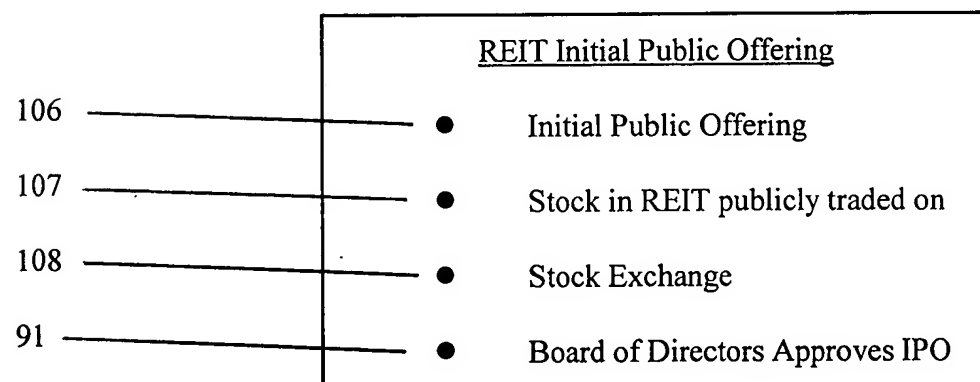 REIT Initial Public Offering
106 ● Initial Public Offering
107 ● Stock in REIT publicly traded on
108 ● Stock Exchange
91 ● Board of Directors Approves IPO